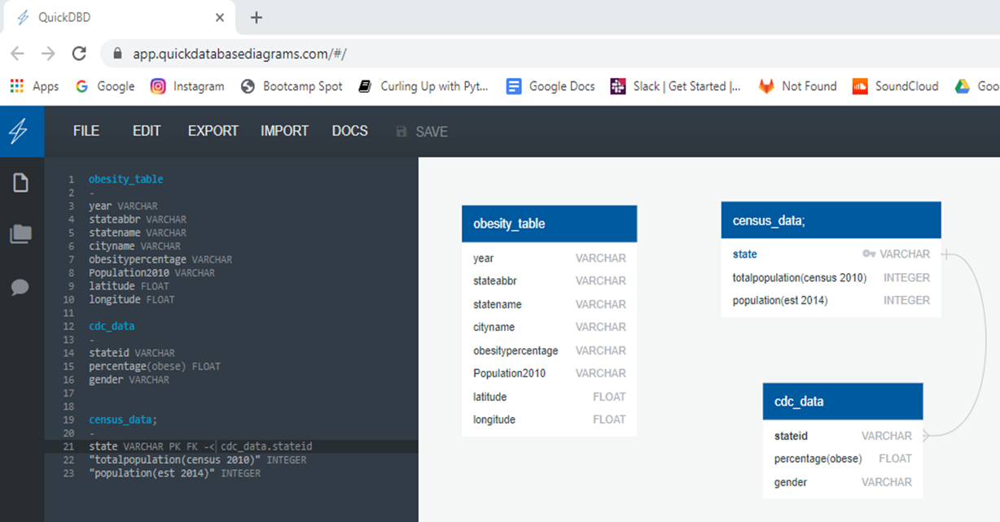 QuickDBD
app.quickdatabasediagrams.com/#/
Apps Google Instagram Bootcamp Spot Curling Up with Pyt... Google Docs Slack | Get Started |... Not Found SoundCloud Goo
FILE EDIT EXPORT IMPORT DOCS SAVE
1 obesity_table
2 -
3 year VARCHAR
4 stateabbr VARCHAR
5 statename VARCHAR
6 cityname VARCHAR
7 obesitypercentage VARCHAR
8 Population2010 VARCHAR
9 latitude FLOAT
10 longitude FLOAT
11
12 cdc_data
13 -
14 stateid VARCHAR
15 percentage(obese) FLOAT
16 gender VARCHAR
17
18
19 census_data;
20 -
21 state VARCHAR PK FK -< cdc_data.stateid
22 "totalpopulation(census 2010)" INTEGER
23 "population(est 2014)" INTEGER
obesity_table
year VARCHAR
stateabbr VARCHAR
statename VARCHAR
cityname VARCHAR
obesitypercentage VARCHAR
Population2010 VARCHAR
latitude FLOAT
longitude FLOAT
census_data;
state VARCHAR
totalpopulation(census 2010) INTEGER
population(est 2014) INTEGER
cdc_data
stateid VARCHAR
percentage(obese) FLOAT
gender VARCHAR